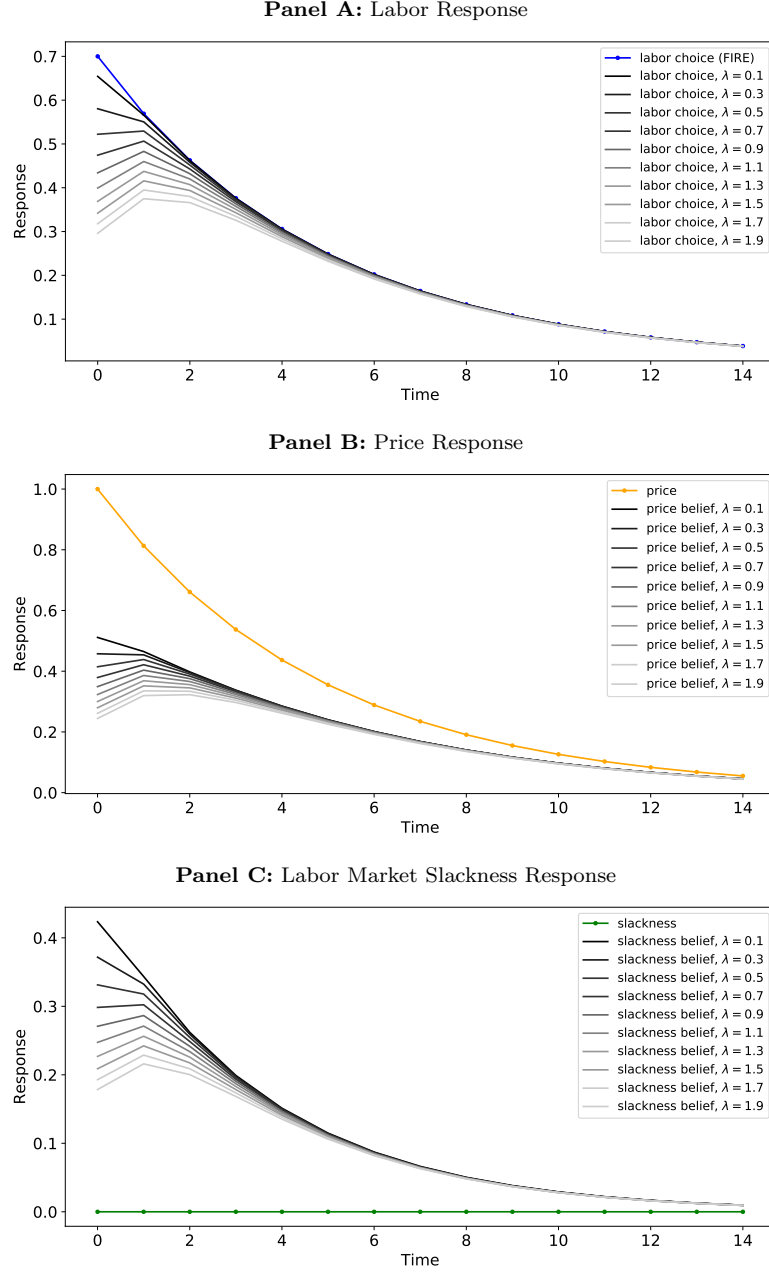 Panel A: Labor Response
0.7
0.6
0.5
0.4
0.3
0.2
0.1
Response
labor choice (FIRE)
labor choice, λ = 0.1
labor choice, λ = 0.3
labor choice, λ = 0.5
labor choice, λ = 0.7
labor choice, λ = 0.9
labor choice, λ = 1.1
labor choice, λ = 1.3
labor choice, λ = 1.5
labor choice, λ = 1.7
labor choice, λ = 1.9
0 2 4 6 8 10 12 14
Time
Panel B: Price Response
1.0
0.8
0.6
0.4
0.2
0.0
Response
price
price belief, λ = 0.1
price belief, λ = 0.3
price belief, λ = 0.5
price belief, λ = 0.7
price belief, λ = 0.9
price belief, λ = 1.1
price belief, λ = 1.3
price belief, λ = 1.5
price belief, λ = 1.7
price belief, λ = 1.9
0 2 4 6 8 10 12 14
Time
Panel C: Labor Market Slackness Response
0.4
0.3
0.2
0.1
0.0
Response
slackness
slackness belief, λ = 0.1
slackness belief, λ = 0.3
slackness belief, λ = 0.5
slackness belief, λ = 0.7
slackness belief, λ = 0.9
slackness belief, λ = 1.1
slackness belief, λ = 1.3
slackness belief, λ = 1.5
slackness belief, λ = 1.7
slackness belief, λ = 1.9
0 2 4 6 8 10 12 14
Time